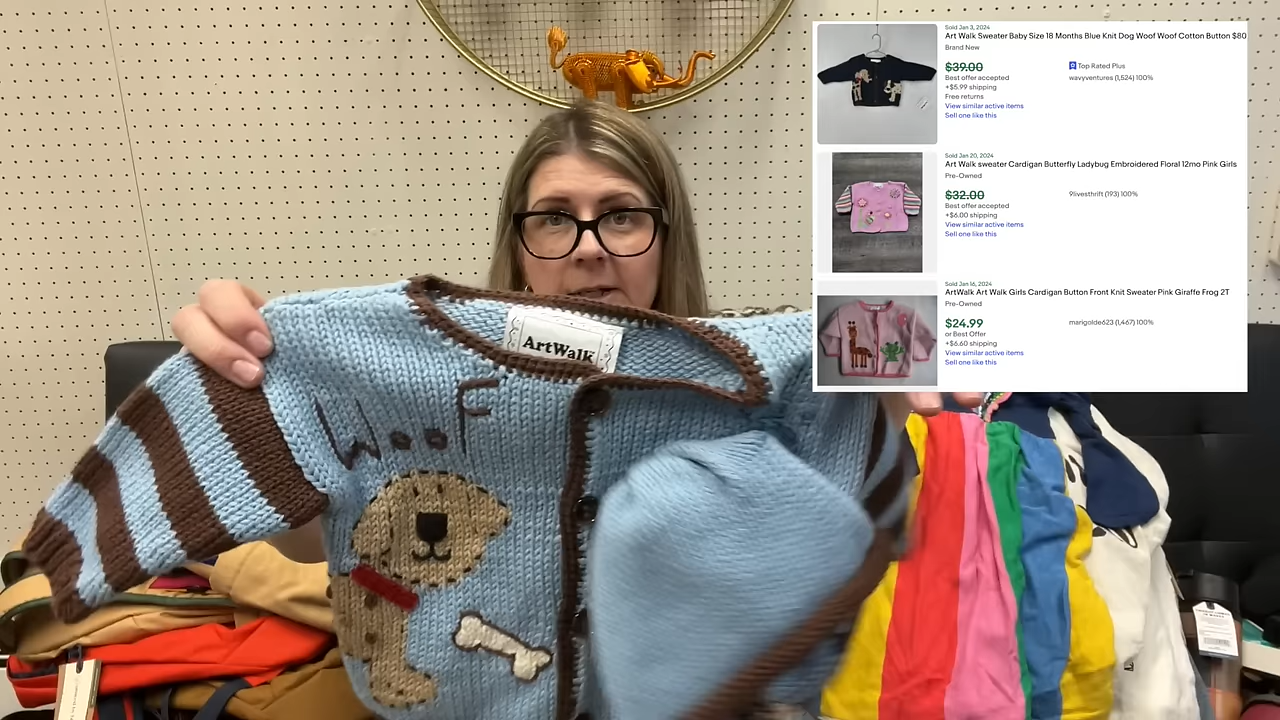 Sold Jan 3, 2024
Art Walk Sweater Baby Size 18 Months Blue Knit Dog Woof Woof Cotton Button $80
Brand New
$39.00
Top Rated Plus
Best offer accepted
wavyventures (1,524) 100%
+$5.99 shipping
Free returns
View similar active items
Sell one like this
Sold Jan 20, 2024
Art Walk sweater Cardigan Butterfly Ladybug Embroidered Floral 12mo Pink Girls
Pre-Owned
$32.00
9livesthrift (193) 100%
Best offer accepted
+$6.00 shipping
View similar active items
Sell one like this
Sold Jan 16, 2024
ArtWalk Art Walk Girls Cardigan Button Front Knit Sweater Pink Giraffe Frog 2T
Pre-Owned
$24.99
marigolde623 (1,467) 100%
or Best Offer
+$6.60 shipping
View similar active items
Sell one like this
ArtWalk
Woof